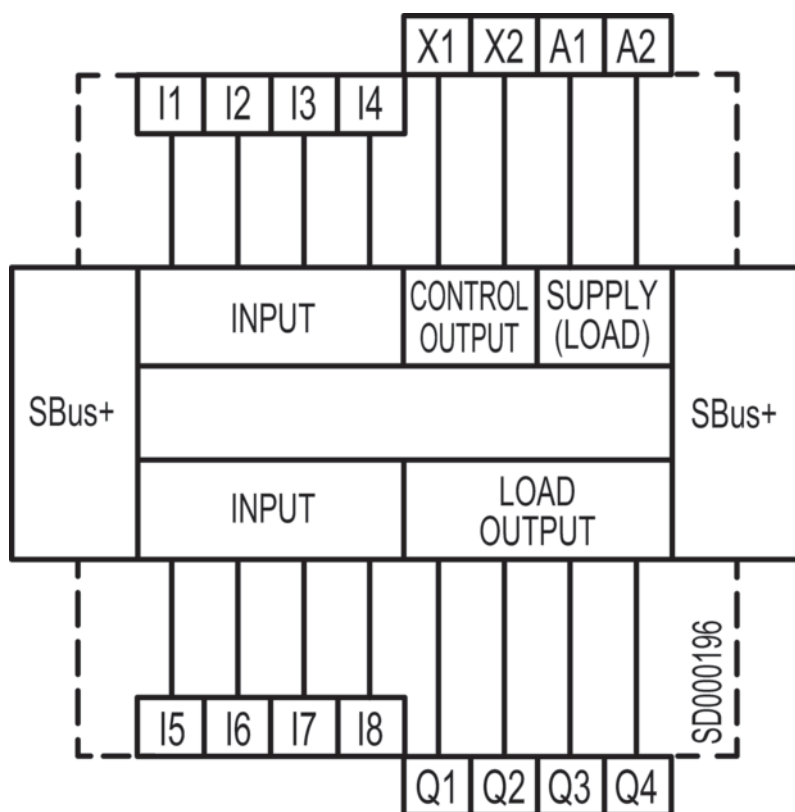 X1 X2 A1 A2
I1 I2 I3 I4
INPUT
CONTROL
OUTPUT
SUPPLY
(LOAD)
SBus+
SBus+
INPUT
LOAD
OUTPUT
SD000196
I5 I6 I7 I8
Q1 Q2 Q3 Q4